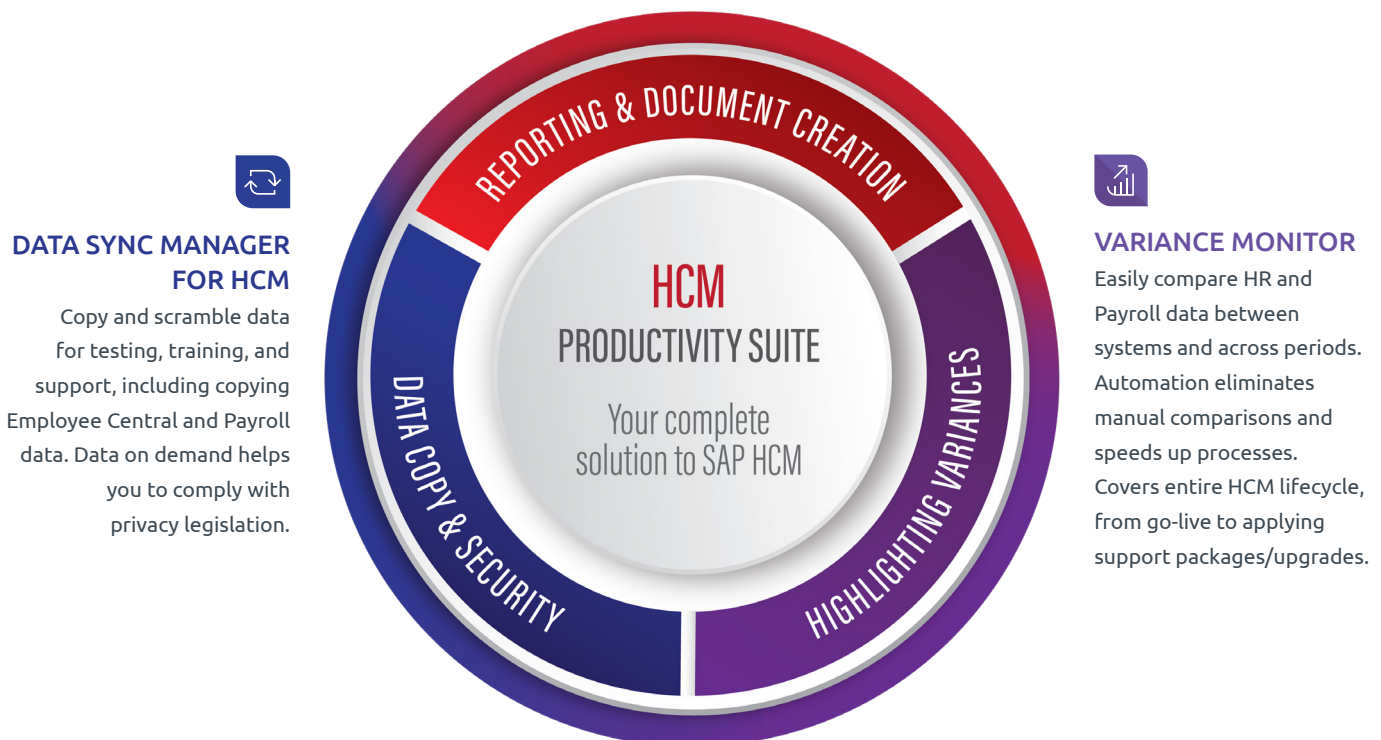 REPORTING & DOCUMENT CREATION
DATA SYNC MANAGER
FOR HCM
Copy and scramble data
for testing, training, and
support, including copying
Employee Central and Payroll
data. Data on demand helps
you to comply with
privacy legislation.
HCM
PRODUCTIVITY SUITE
Your complete
solution to SAP HCM
DATA COPY & SECURITY
HIGHLIGHTING VARIANCES
VARIANCE MONITOR
Easily compare HR and
Payroll data between
systems and across periods.
Automation eliminates
manual comparisons and
speeds up processes.
Covers entire HCM lifecycle,
from go-live to applying
support packages/upgrades.